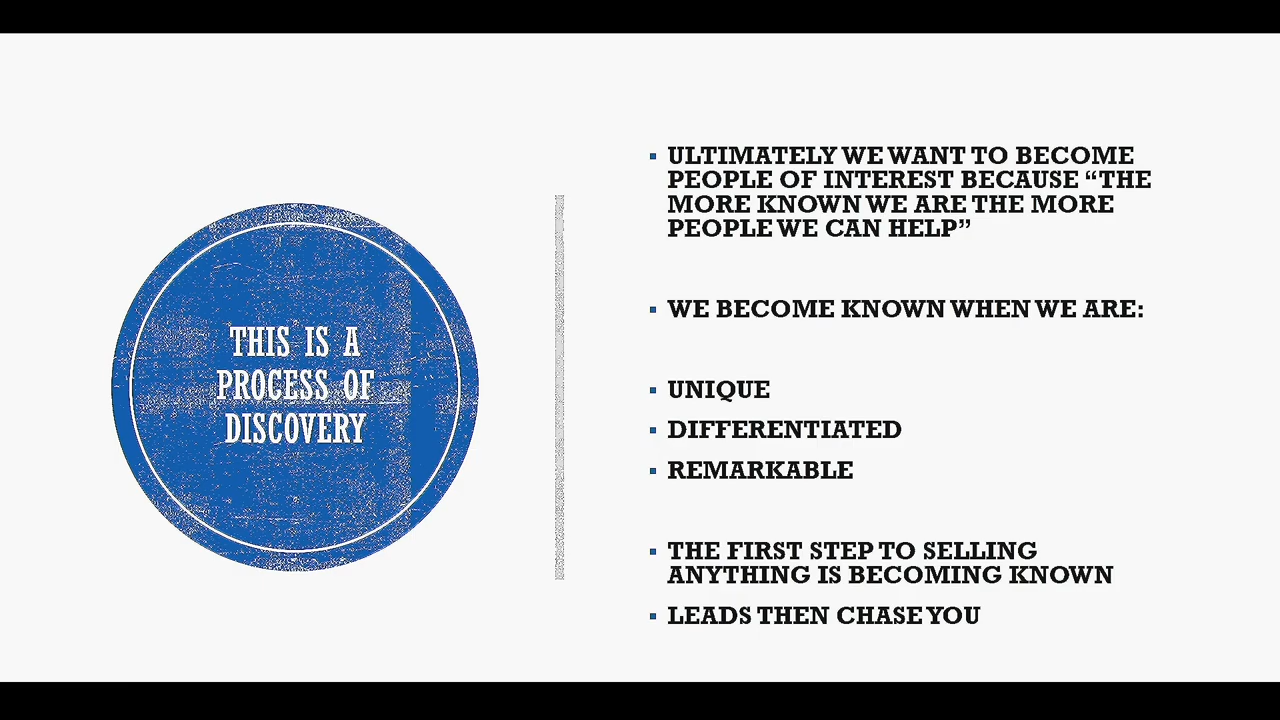 THIS IS A
PROCESS OF
DISCOVERY
ULTIMATELY WE WANT TO BECOME
PEOPLE OF INTEREST BECAUSE “THE
MORE KNOWN WE ARE THE MORE
PEOPLE WE CAN HELP”
WE BECOME KNOWN WHEN WE ARE:
UNIQUE
DIFFERENTIATED
REMARKABLE
THE FIRST STEP TO SELLING
ANYTHING IS BECOMING KNOWN
LEADS THEN CHASE YOU